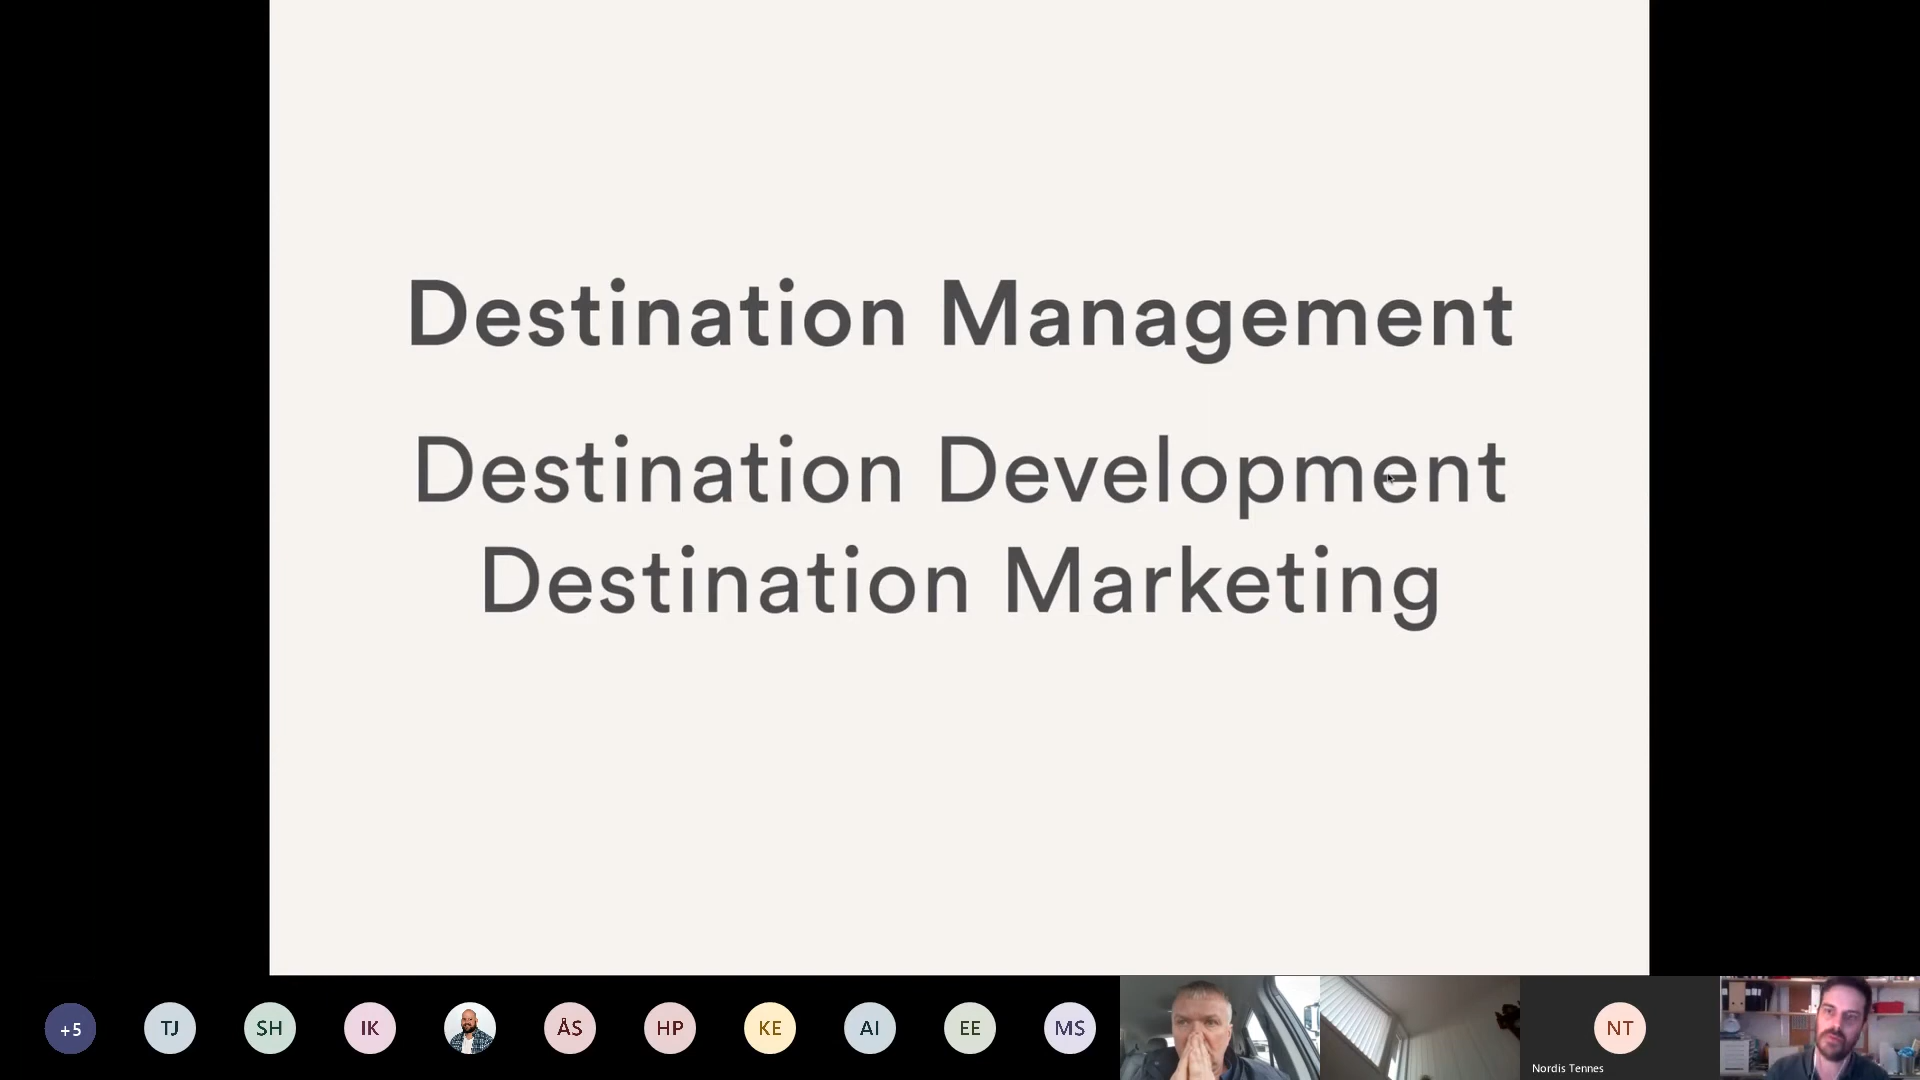 Destination Management
Destination Development
Destination Marketing
+5
TJ
SH
IK
ÅS
HP
KE
AI
EE
MS
NT
Nordis Tennes